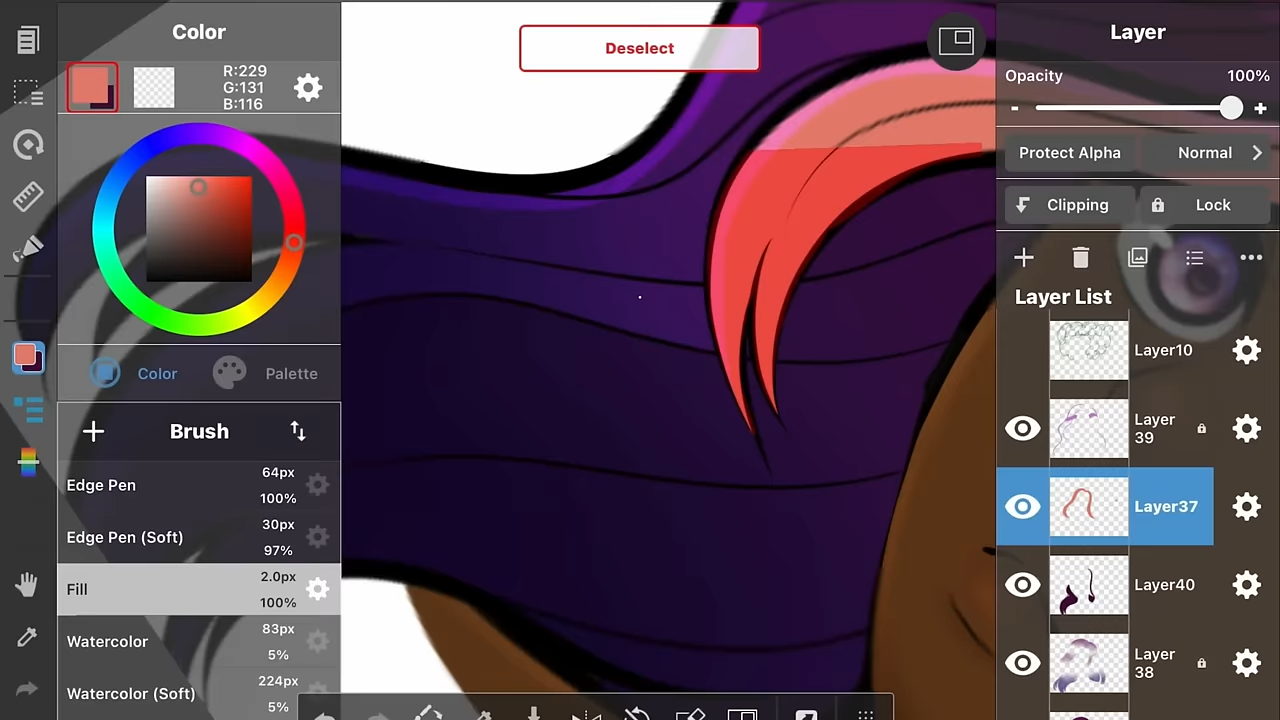 Color
R:229
G:131
B:116
Color
Palette
Brush
Edge Pen
64px
100%
Edge Pen (Soft)
30px
97%
Fill
2.0px
100%
Watercolor
83px
5%
Watercolor (Soft)
224px
5%
Deselect
Layer
Opacity
100%
-
+
Protect Alpha
Normal
Clipping
Lock
Layer List
Layer10
Layer
39
Layer37
Layer40
Layer
38